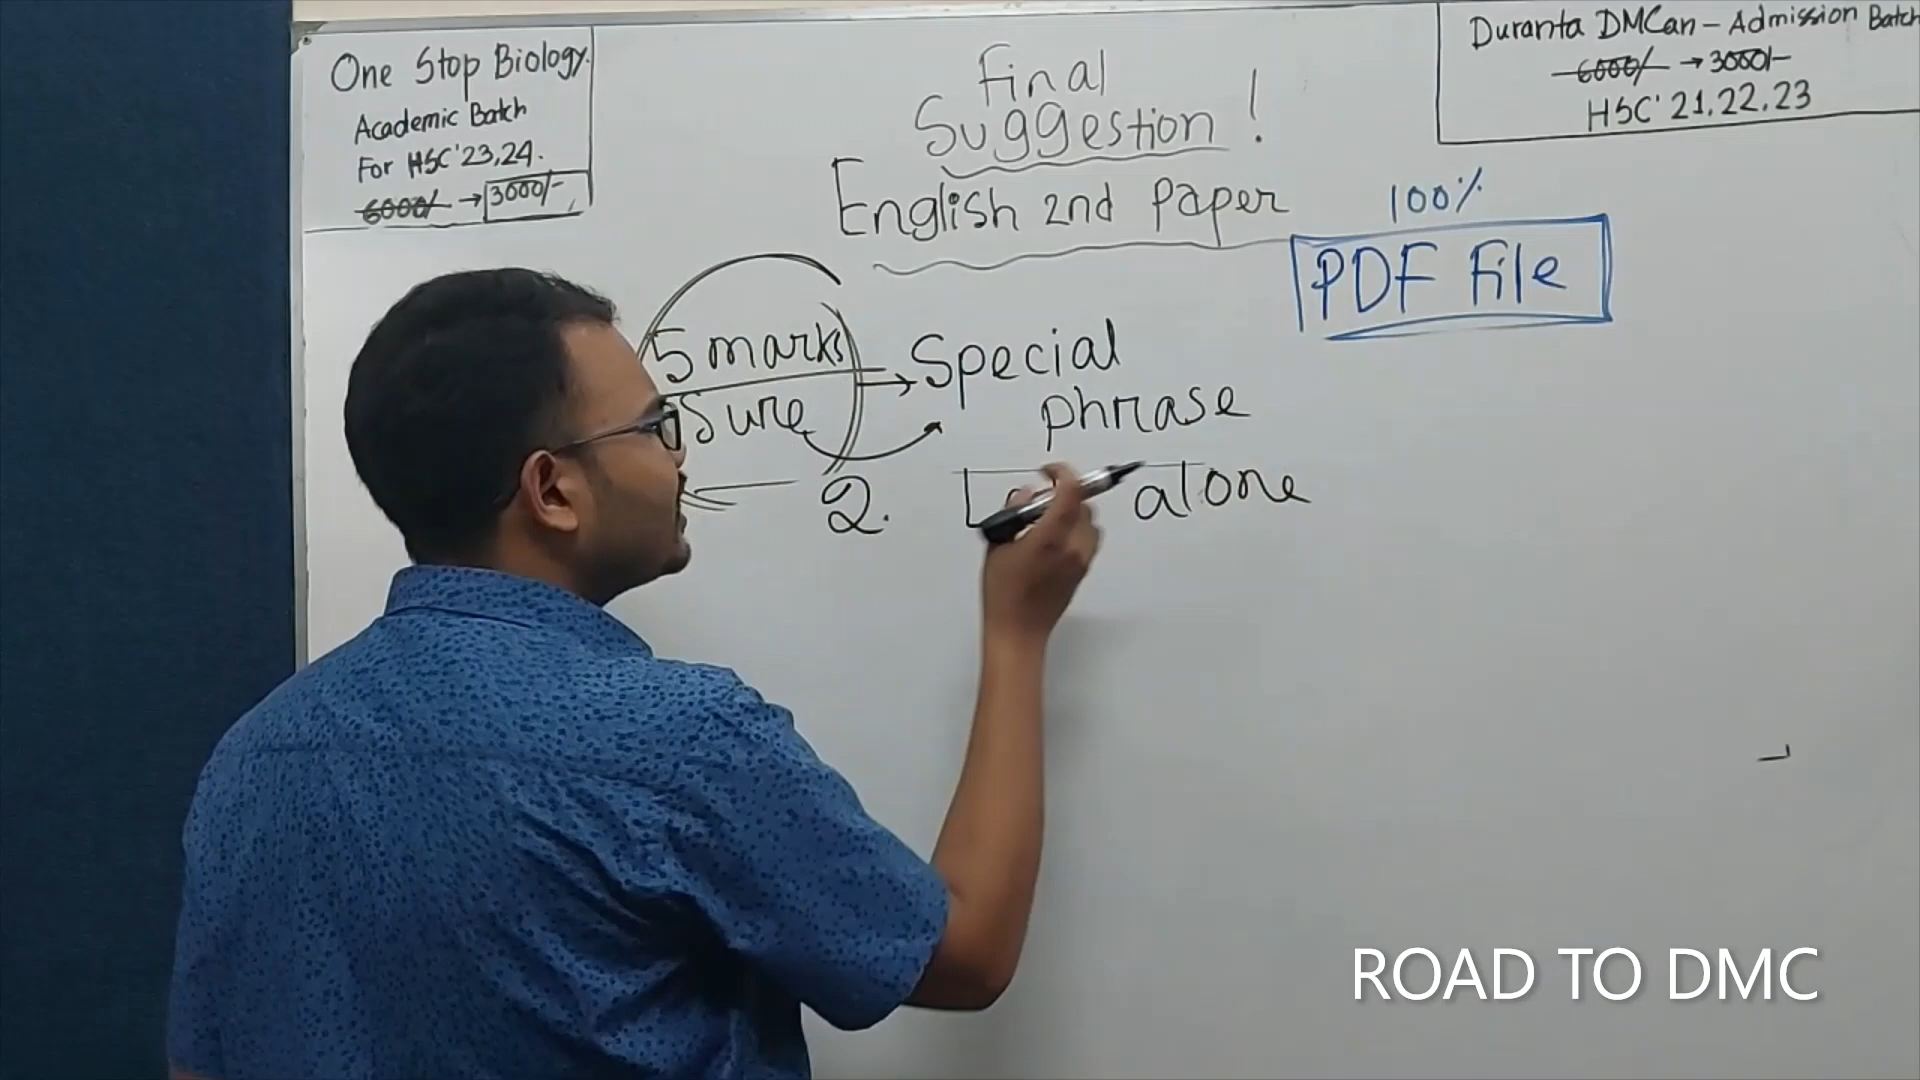 One Stop Biology.
Academic Batch
For HSC'23,24.
6000/- → 3000/-
Duranta DMCan - Admission Batch
6000/- → 3000/-
HSC'21,22,23
Final
Suggestion!
English 2nd Paper
100%
PDF File
5 marks → Special
Sure
phrase
2. alone
ROAD TO DMC